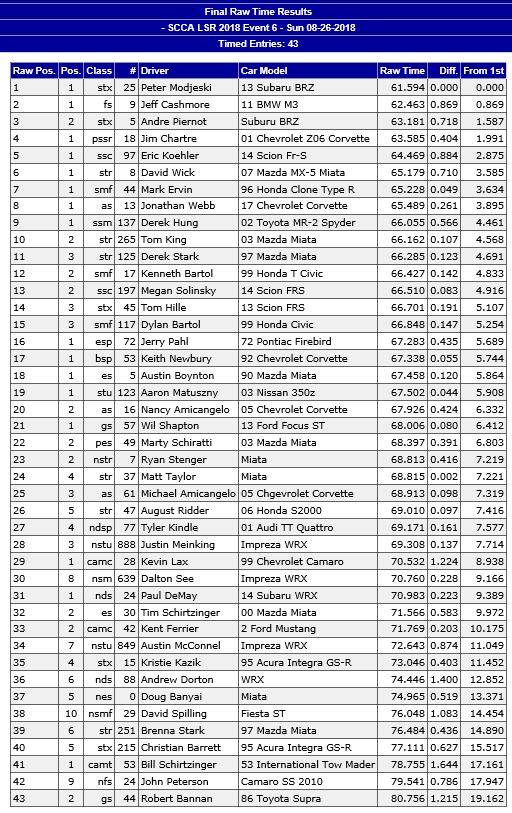 Final Raw Time Results
- SCCA LSR 2018 Event 6 - Sun 08-26-2018
Timed Entries: 43
Raw Pos. Pos. Class # Driver Car Model Raw Time Diff. From 1st
1 1 stx 25 Peter Modjeski 13 Subaru BRZ 61.594 0.000 0.000
2 1 fs 9 Jeff Cashmore 11 BMW M3 62.463 0.869 0.869
3 2 stx 5 Andre Piernot Suburu BRZ 63.181 0.718 1.587
4 1 pssr 18 Jim Chartre 01 Chevrolet Z06 Corvette 63.585 0.404 1.991
5 1 ssc 97 Eric Koehler 14 Scion Fr-S 64.469 0.884 2.875
6 1 str 8 David Wick 07 Mazda MX-5 Miata 65.179 0.710 3.585
7 1 smf 44 Mark Ervin 96 Honda Clone Type R 65.228 0.049 3.634
8 1 as 13 Jonathan Webb 17 Chevrolet Corvette 65.489 0.261 3.895
9 1 ssm 137 Derek Hung 02 Toyota MR-2 Spyder 66.055 0.566 4.461
10 2 str 265 Tom King 03 Mazda Miata 66.162 0.107 4.568
11 3 str 125 Derek Stark 97 Mazda Miata 66.285 0.123 4.691
12 2 smf 17 Kenneth Bartol 99 Honda T Civic 66.427 0.142 4.833
13 2 ssc 197 Megan Solinsky 14 Scion FRS 66.510 0.083 4.916
14 3 stx 45 Tom Hille 13 Scion FRS 66.701 0.191 5.107
15 3 smf 117 Dylan Bartol 99 Honda Civic 66.848 0.147 5.254
16 1 esp 72 Jerry Pahl 72 Pontiac Firebird 67.283 0.435 5.689
17 1 bsp 53 Keith Newbury 92 Chevrolet Corvette 67.338 0.055 5.744
18 1 es 5 Austin Boynton 90 Mazda Miata 67.458 0.120 5.864
19 1 stu 123 Aaron Matuszny 03 Nissan 350z 67.502 0.044 5.908
20 2 as 16 Nancy Amicangelo 05 Chevrolet Corvette 67.926 0.424 6.332
21 1 gs 57 Wil Shapton 13 Ford Focus ST 68.006 0.080 6.412
22 2 pes 49 Marty Schiratti 03 Mazda Miata 68.397 0.391 6.803
23 2 nstr 7 Ryan Stenger Miata 68.813 0.416 7.219
24 4 str 37 Matt Taylor Miata 68.815 0.002 7.221
25 3 as 61 Michael Amicangelo 05 Chgevrolet Corvette 68.913 0.098 7.319
26 5 str 47 August Ridder 06 Honda S2000 69.010 0.097 7.416
27 4 ndsp 77 Tyler Kindle 01 Audi TT Quattro 69.171 0.161 7.577
28 3 nstu 888 Justin Meinking Impreza WRX 69.308 0.137 7.714
29 1 camc 28 Kevin Lax 99 Chevrolet Camaro 70.532 1.224 8.938
30 8 nsm 639 Dalton See Impreza WRX 70.760 0.228 9.166
31 1 nds 24 Paul Towner 14 Subaru WRX 70.983 0.223 9.389
32 2 es 30 Tim Schirtzinger 00 Mazda Miata 71.566 0.583 9.972
33 2 camc 42 Kent Ferrier 2 Ford Mustang 71.769 0.203 10.175
34 7 nstu 849 Austin McConnel Impreza WRX 72.643 0.874 11.049
35 4 stx 15 Kristie Kazik 95 Acura Integra GS-R 73.046 0.403 11.452
36 6 nds 88 Andrew Dorton WRX 74.446 1.400 12.852
37 5 nes 0 Doug Banyai Miata 74.965 0.519 13.371
38 10 nsmf 29 David Spilling Fiesta ST 76.048 1.083 14.454
39 6 str 251 Brenna Stark 97 Mazda Miata 76.484 0.436 14.890
40 5 stx 215 Christian Barrett 95 Acura Integra GS-R 77.111 0.627 15.517
41 1 camt 53 Bill Schirtzinger 53 International Tow Mader 78.755 1.644 17.161
42 9 nfs 24 John Peterson Camaro SS 2010 79.541 0.786 17.947
43 2 gs 44 Robert Bannan 86 Toyota Supra 80.756 1.215 19.162